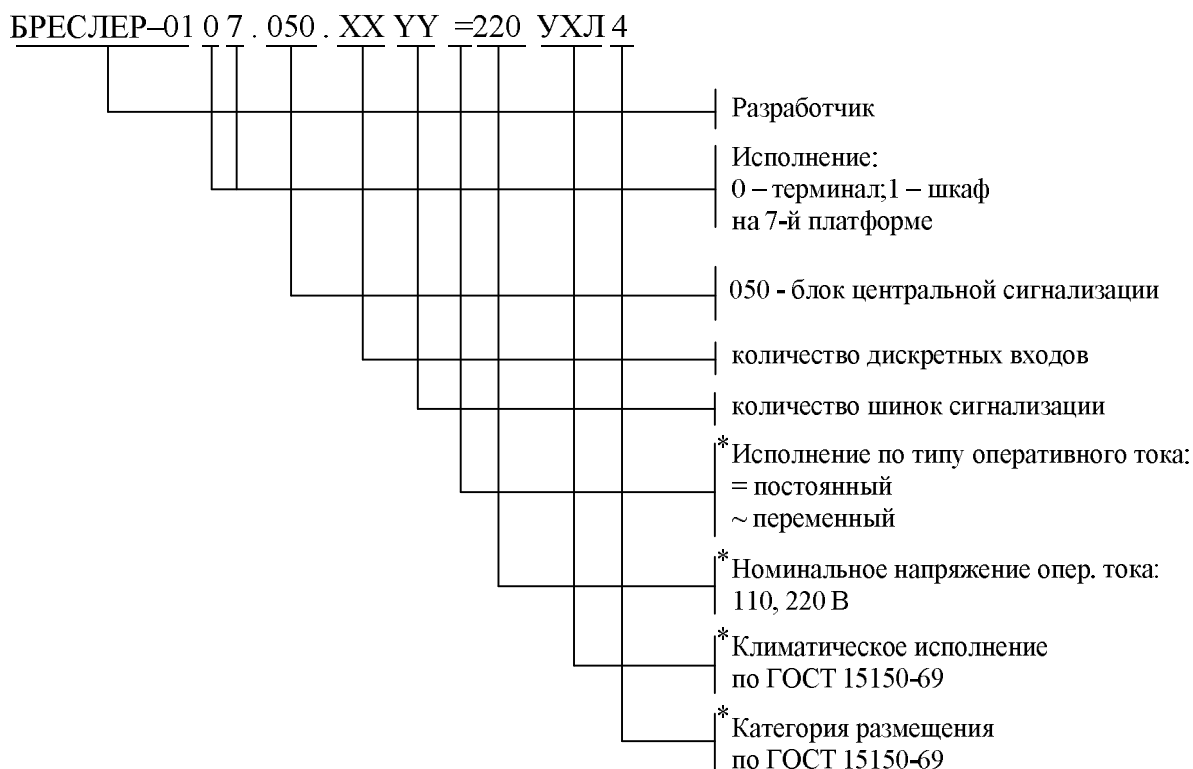 БРЕСЛЕР–01 0 7 . 050 . XX YY =220 УХЛ 4
Разработчик
Исполнение:
0 – терминал;1 – шкаф
на 7-й платформе
050 - блок центральной сигнализации
количество дискретных входов
количество шинок сигнализации
*Исполнение по типу оперативного тока:
= постоянный
~ переменный
*Номинальное напряжение опер. тока:
110, 220 В
*Климатическое исполнение
по ГОСТ 15150-69
*Категория размещения
по ГОСТ 15150-69